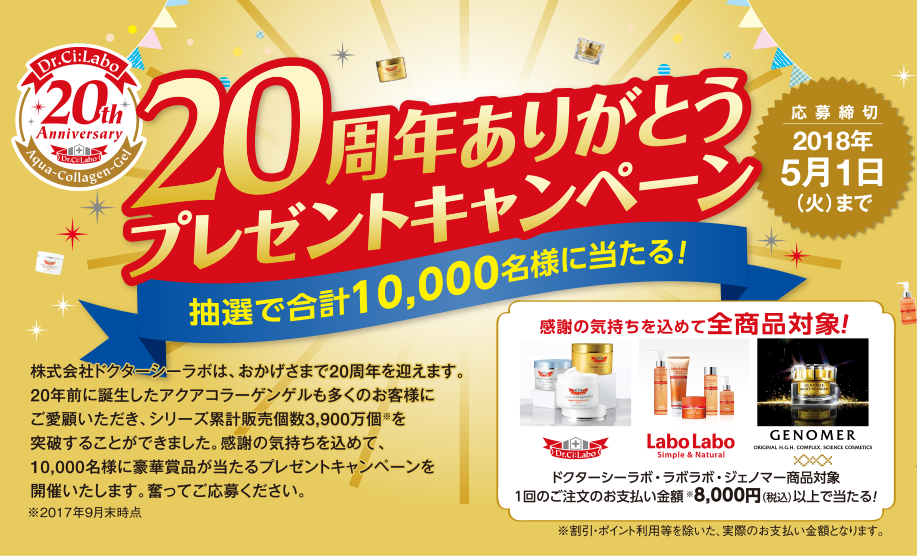 Dr.Ci:Labo
20th
Anniversary
Dr.Ci:Labo
Aqua-Collagen-Gel
20周年ありがとう
プレゼントキャンペーン
応募締切
2018年
5月1日
(火)まで
抽選で合計10,000名様に当たる!
株式会社ドクターシーラボは、おかげさまで20周年を迎えます。
20年前に誕生したアクアコラーゲンゲルも多くのお客様に
ご愛顧いただき、シリーズ累計販売個数3,900万個※を
突破することができました。感謝の気持ちを込めて、
10,000名様に豪華賞品が当たるプレゼントキャンペーンを
開催いたします。奮ってご応募ください。
※2017年9月末時点
感謝の気持ちを込めて全商品対象!
Dr.Ci:Labo
Labo Labo
Simple & Natural
GENOMER
ORIGINAL H.G.H. COMPLEX. SCIENCE COSMETICS
ドクターシーラボ・ラボラボ・ジェノマー商品対象
1回のご注文のお支払い金額※8,000円(税込)以上で当たる!
※割引・ポイント利用等を除いた、実際のお支払い金額となります。